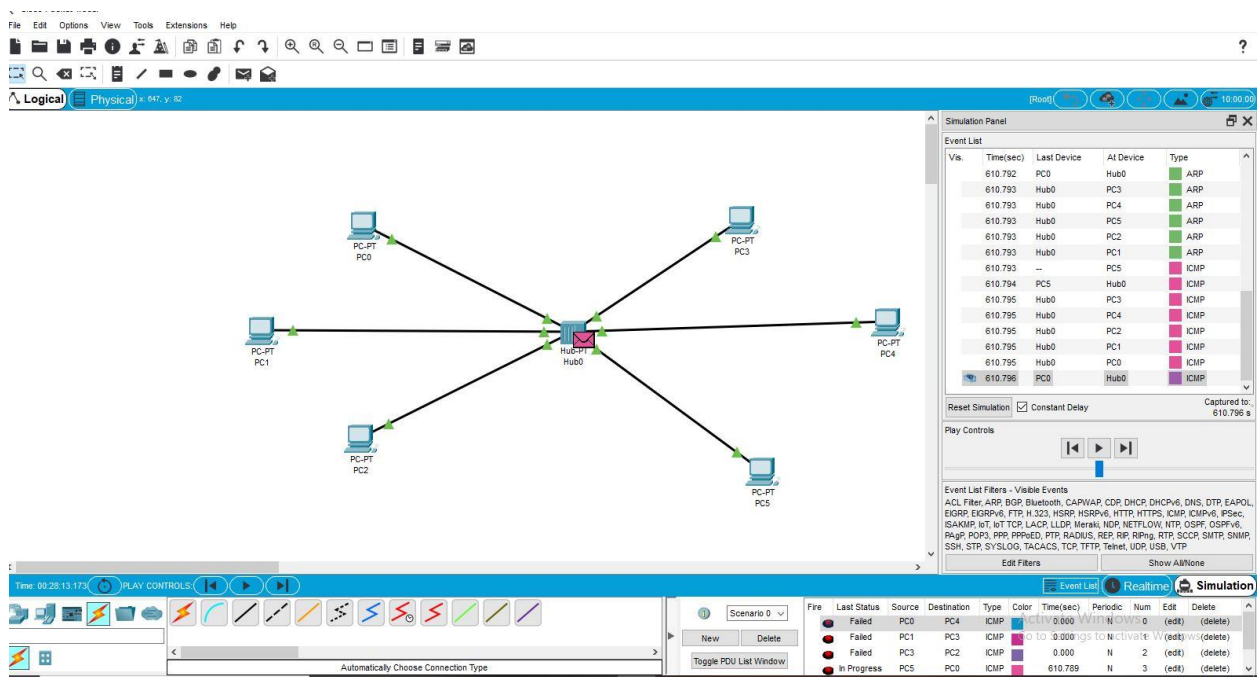 File Edit Options View Tools Extensions Help
?
Logical Physical x: 647, y: 82 [Root] 10:00:00
Simulation Panel
Event List
Vis. Time(sec) Last Device At Device Type
610.792 PC0 Hub0 ARP
610.793 Hub0 PC3 ARP
610.793 Hub0 PC4 ARP
610.793 Hub0 PC5 ARP
610.793 Hub0 PC2 ARP
610.793 Hub0 PC1 ARP
610.793 -- PC5 ICMP
610.794 PC5 Hub0 ICMP
610.795 Hub0 PC3 ICMP
610.795 Hub0 PC4 ICMP
610.795 Hub0 PC2 ICMP
610.795 Hub0 PC1 ICMP
610.795 Hub0 PC0 ICMP
610.796 PC0 Hub0 ICMP
Reset Simulation Constant Delay Captured to:
610.796 s
Play Controls
Event List Filters - Visible Events
ACL Filter, ARP, BGP, Bluetooth, CAPWAP, CDP, DHCP, DHCPv6, DNS, DTP, EAPOL,
EIGRP, EIGRPv6, FTP, H.323, HSRP, HSRPv6, HTTP, HTTPS, ICMP, ICMPv6, IPSec,
ISAKMP, IoT, IoT TCP, LACP, LLDP, Meraki, NDP, NETFLOW, NTP, OSPF, OSPFv6,
PAgP, POP3, PPP, PPPoED, PTP, RADIUS, REP, RIP, RIPng, RTP, SCCP, SMTP, SNMP,
SSH, STP, SYSLOG, TACACS, TCP, TFTP, Telnet, UDP, USB, VTP
Edit Filters Show All/None
PC-PT
PC0
PC-PT
PC3
PC-PT
PC1
Hub-PT
Hub0
PC-PT
PC4
PC-PT
PC2
PC-PT
PC5
Time: 00:28:13.173 PLAY CONTROLS: Event List Realtime Simulation
Automatically Choose Connection Type
Scenario 0
New Delete
Toggle PDU List Window
Fire Last Status Source Destination Type Color Time(sec) Periodic Num Edit Delete
Failed PC0 PC4 ICMP 0.000 N 0 (edit) (delete)
Failed PC1 PC3 ICMP 0.000 N 1 (edit) (delete)
Failed PC3 PC2 ICMP 0.000 N 2 (edit) (delete)
In Progress PC5 PC0 ICMP 610.789 N 3 (edit) (delete)
Activate Windows
Go to Settings to activate Windows.